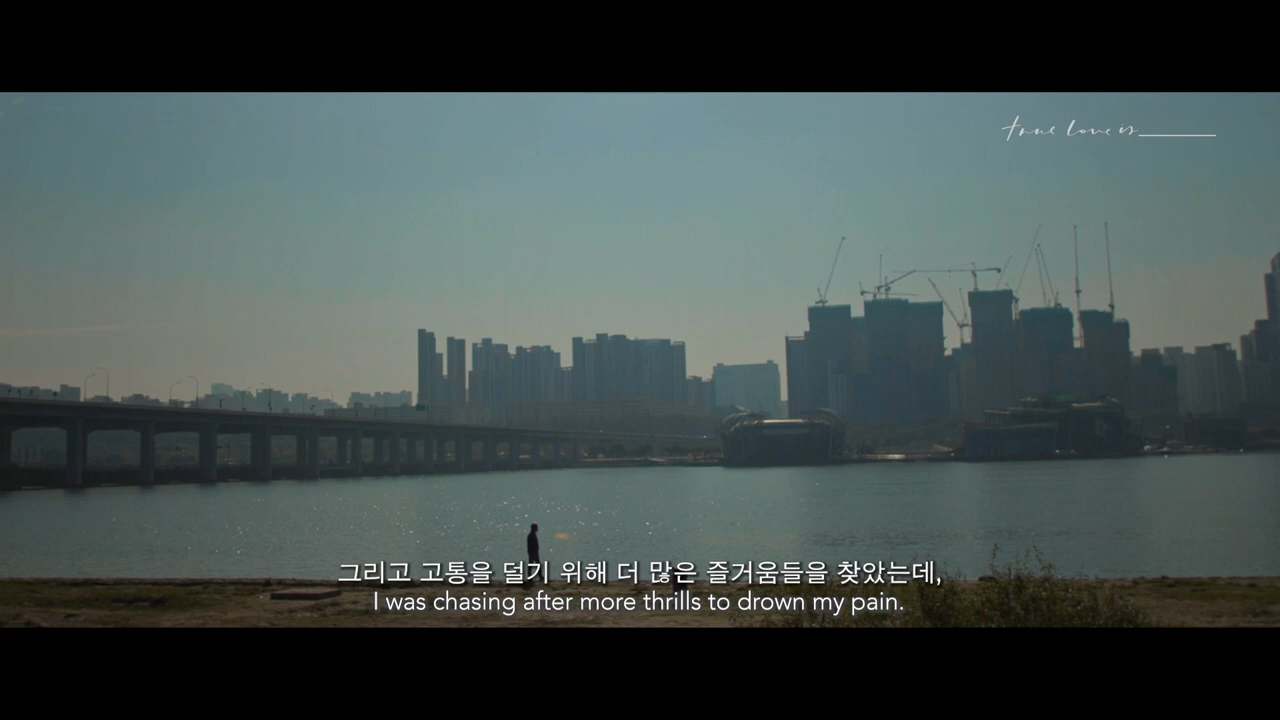 true love is______
그리고 고통을 덜기 위해 더 많은 즐거움들을 찾았는데,
I was chasing after more thrills to drown my pain.